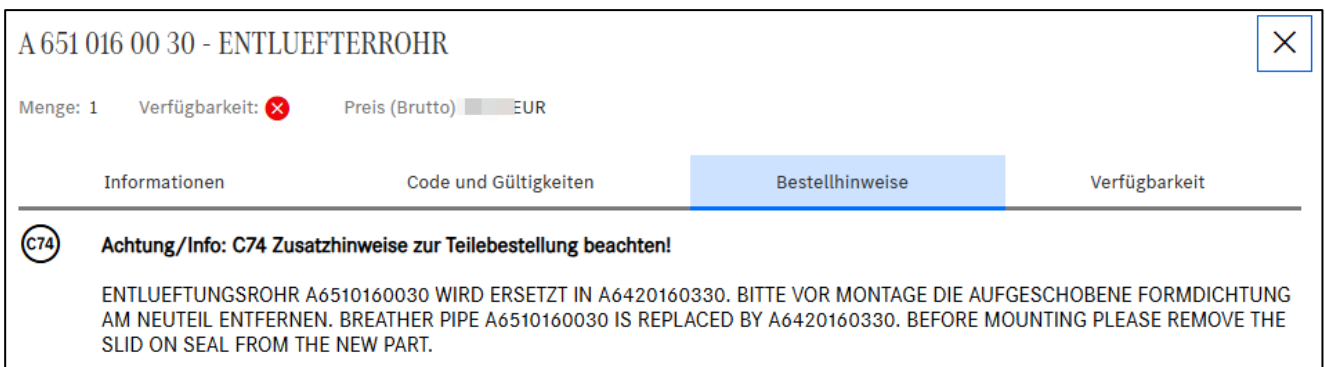 A 651 016 00 30 - ENTLUEFTERROHR
Menge: 1 Verfügbarkeit: Preis (Brutto) EUR
Informationen Code und Gültigkeiten Bestellhinweise Verfügbarkeit
C74 Achtung/Info: C74 Zusatzhinweise zur Teilebestellung beachten!
ENTLUEFTUNGSROHR A6510160030 WIRD ERSETZT IN A6420160330. BITTE VOR MONTAGE DIE AUFGESCHOBENE FORMDICHTUNG
AM NEUTEIL ENTFERNEN. BREATHER PIPE A6510160030 IS REPLACED BY A6420160330. BEFORE MOUNTING PLEASE REMOVE THE
SLID ON SEAL FROM THE NEW PART.